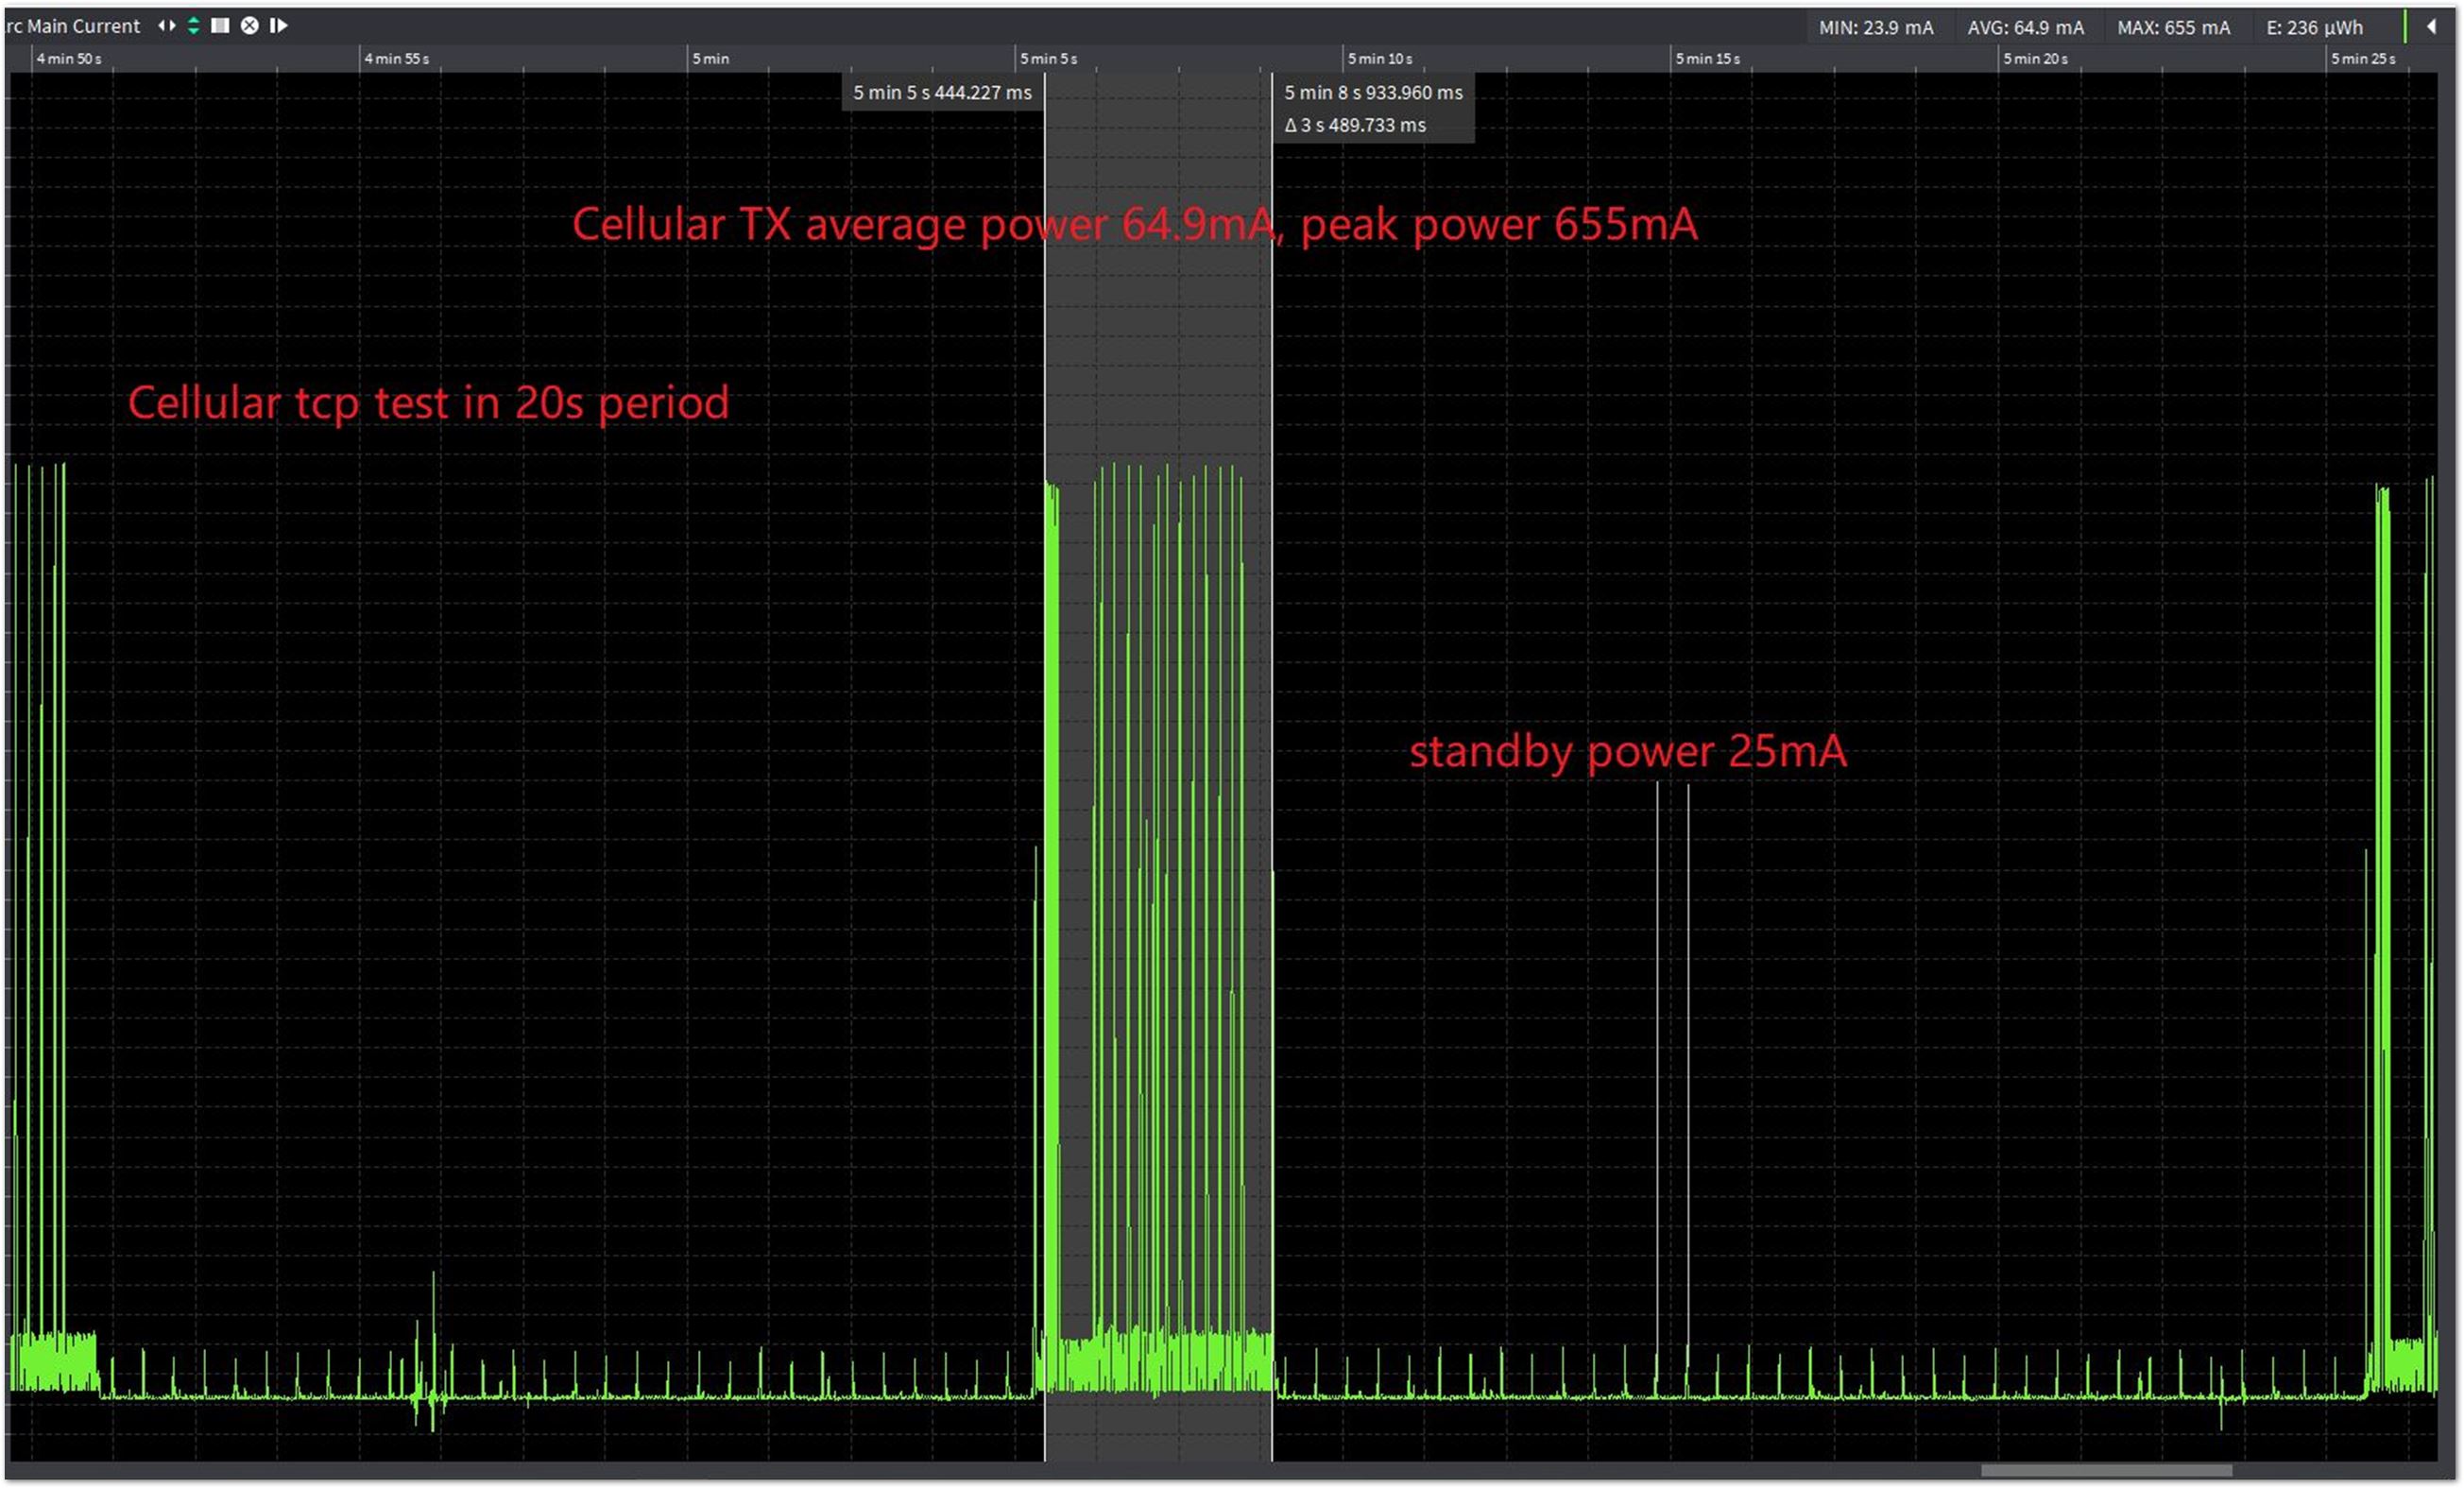 rc Main Current
MIN: 23.9 mA AVG: 64.9 mA MAX: 655 mA E: 236 µWh
4 min 50 s 4 min 55 s 5 min 5 min 5 s 5 min 10 s 5 min 15 s 5 min 20 s 5 min 25 s
5 min 5 s 444.227 ms 5 min 8 s 933.960 ms
Δ 3 s 489.733 ms
Cellular TX average power 64.9mA, peak power 655mA
Cellular tcp test in 20s period
standby power 25mA